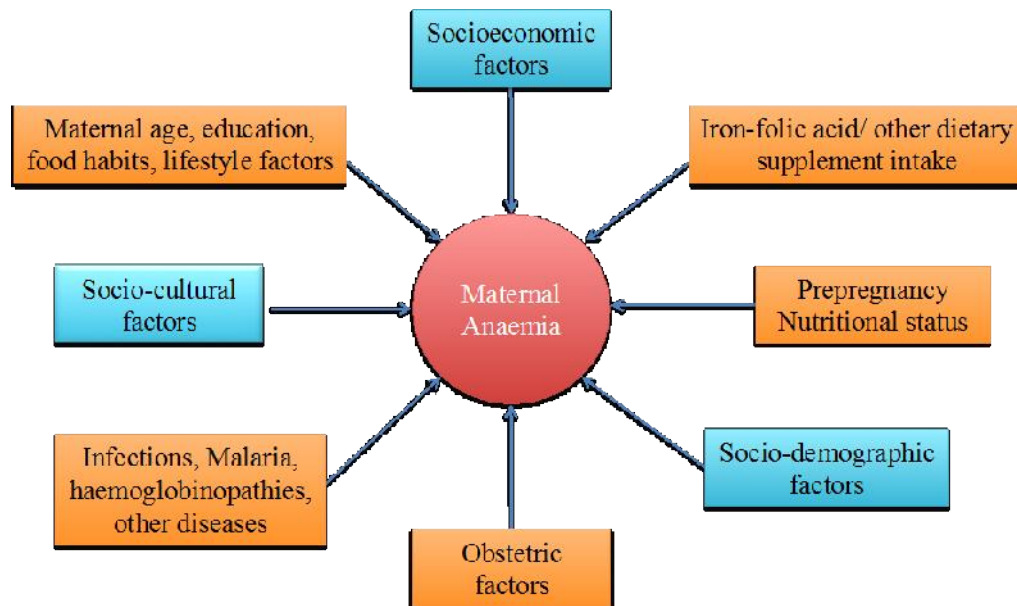 Socioeconomic
factors
Maternal age, education,
food habits, lifestyle factors
Iron-folic acid/ other dietary
supplement intake
Socio-cultural
factors
Maternal
Anaemia
Prepregnancy
Nutritional status
Infections, Malaria,
haemoglobinopathies,
other diseases
Socio-demographic
factors
Obstetric
factors